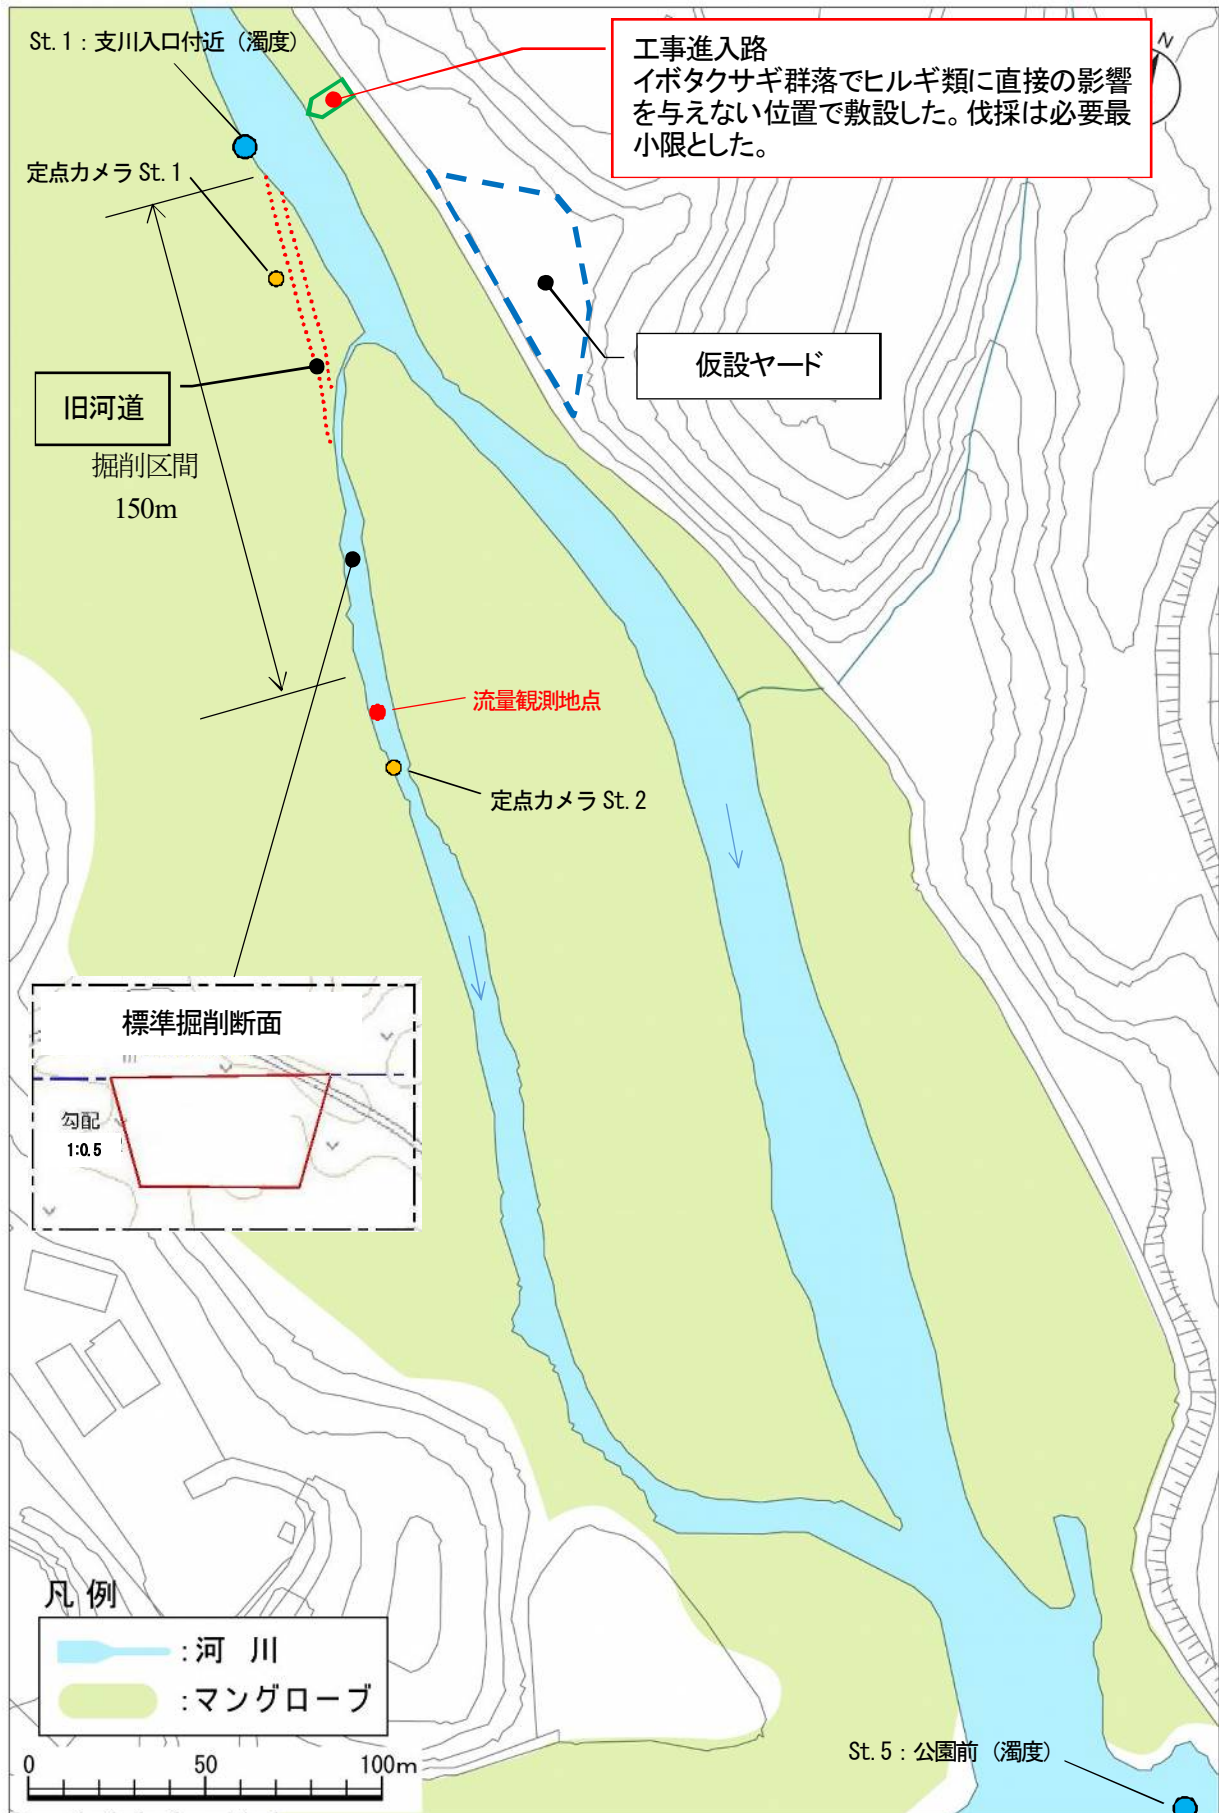 St.1：支川入口付近（濁度）
工事進入路
イボタクサギ群落でヒルギ類に直接の影響
を与えない位置で敷設した。伐採は必要最
小限とした。
N
定点カメラ St.1
仮設ヤード
旧河道
掘削区間
150m
流量観測地点
定点カメラ St.2
標準掘削断面
勾配
1:0.5
凡例
：河　川
：マングローブ
0 50 100m
St.5：公園前（濁度）